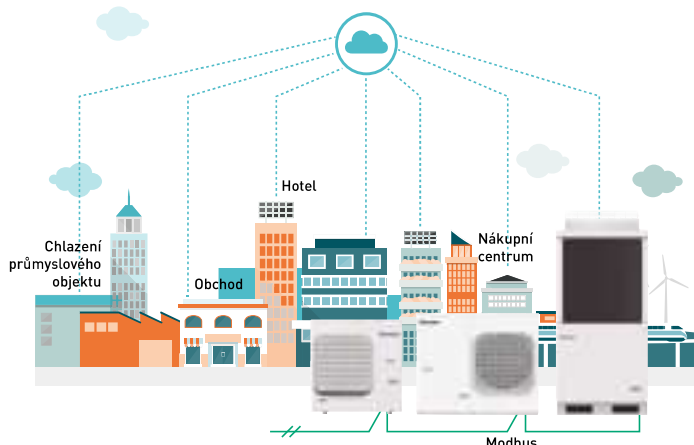 Hotel
Chlazení
průmyslového
objektu
Obchod
Nákupní
centrum
Modbus